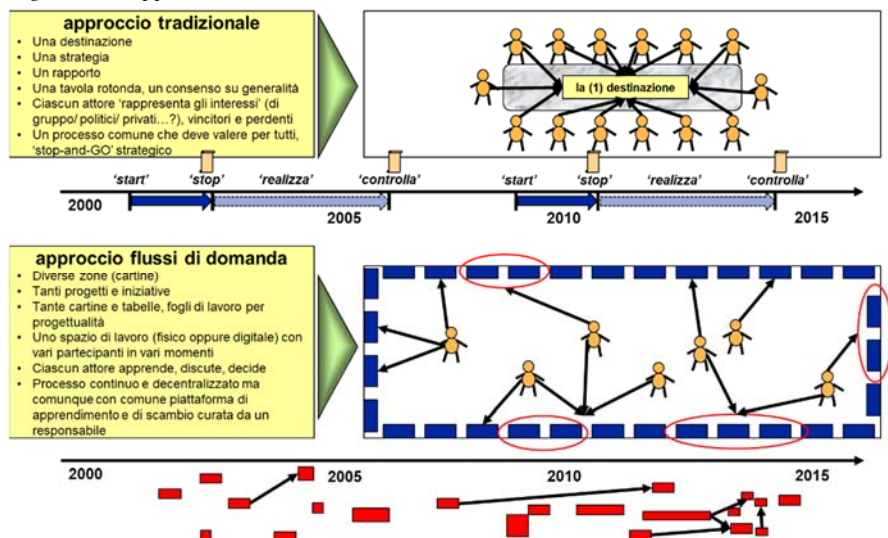 approccio tradizionale
• Una destinazione
• Una strategia
• Un rapporto
• Una tavola rotonda, un consenso su generalità
• Ciascun attore 'rappresenta gli interessi' (di
gruppo/ politici/ privati…?), vincitori e perdenti
• Un processo comune che deve valere per tutti,
'stop-and-GO' strategico
la (1) destinazione
'start' 'stop' 'realizza' 'controlla' 'start' 'stop' 'realizza' 'controlla'
2000 2005 2010 2015
approccio flussi di domanda
• Diverse zone (cartine)
• Tanti progetti e iniziative
• Tante cartine e tabelle, fogli di lavoro per
progettualità
• Uno spazio di lavoro (fisico oppure digitale) con
vari partecipanti in vari momenti
• Ciascun attore apprende, discute, decide
• Processo continuo e decentralizzato ma
comunque con comune piattaforma di
apprendimento e di scambio curata da un
responsabile
2000 2005 2010 2015